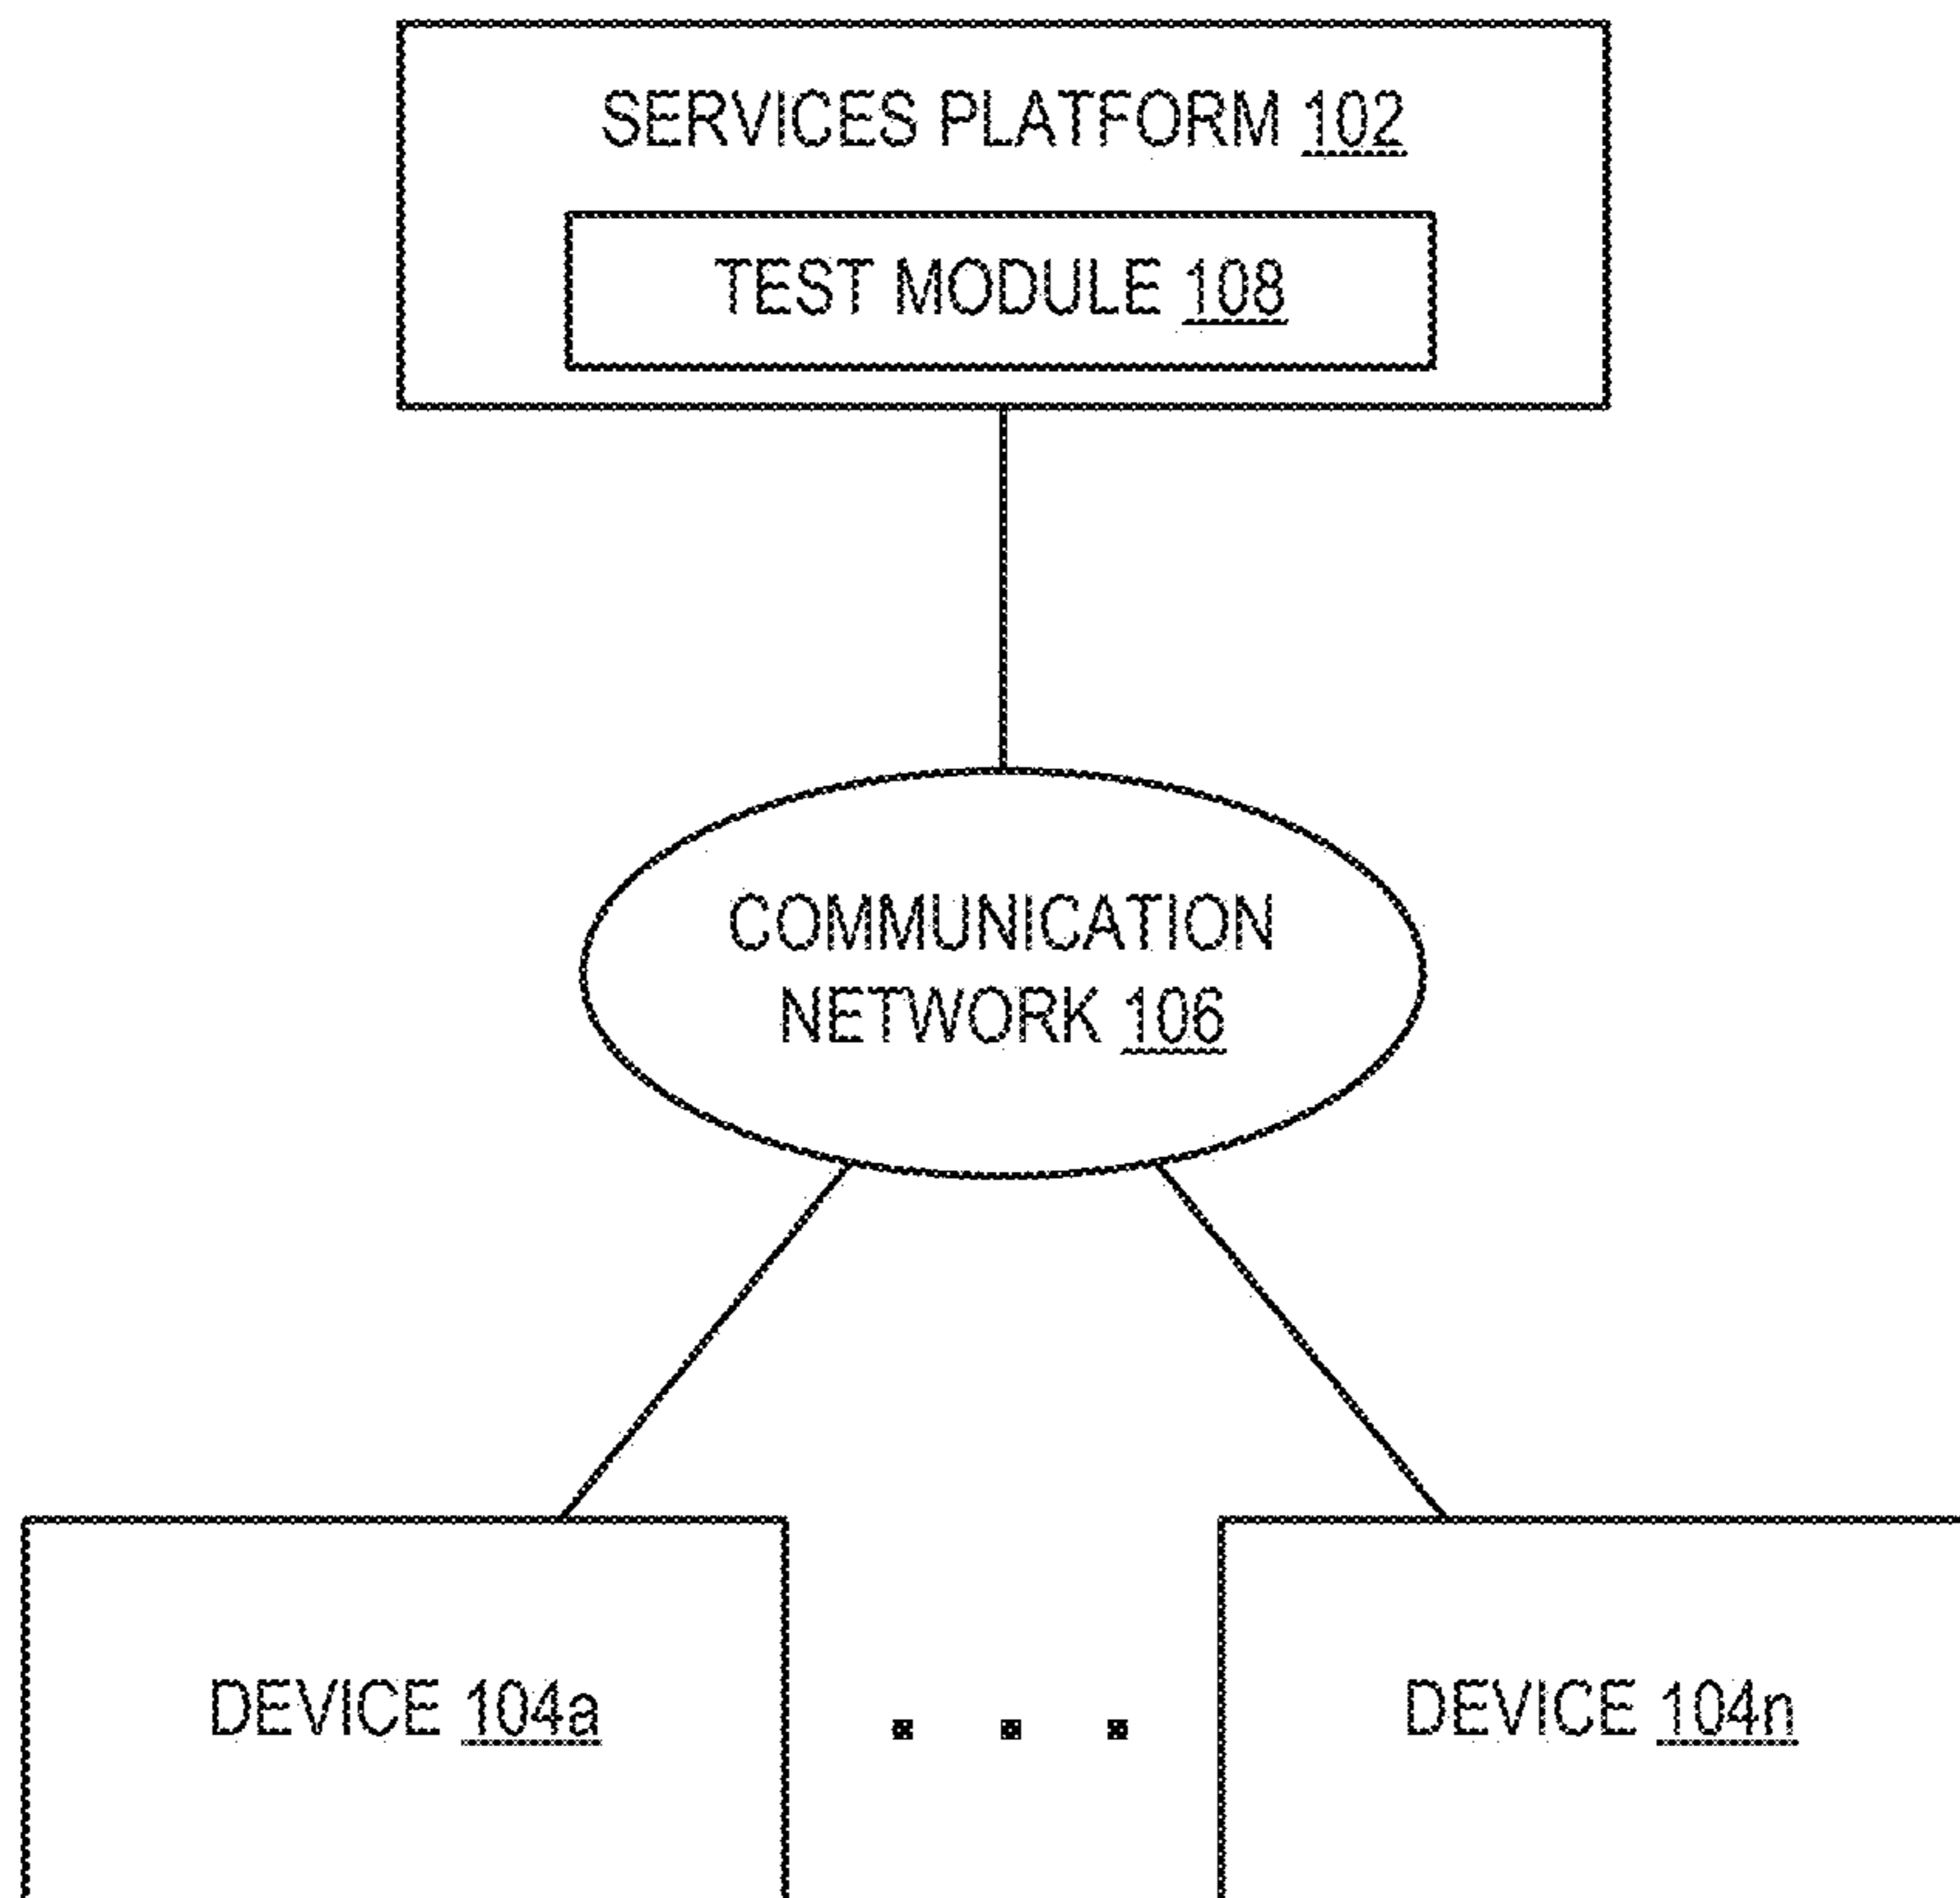 SERVICES PLATFORM 102
TEST MODULE 108
COMMUNICATION
NETWORK 106
DEVICE 104a
DEVICE 104n